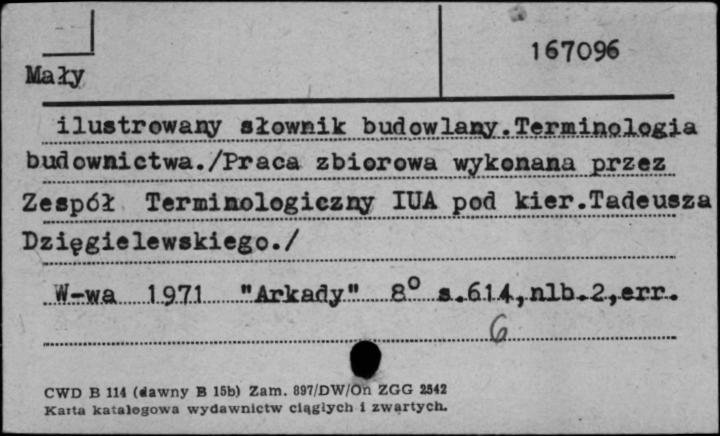 167096
Mały
ilustrowany słownik budowlany.Terminologia
budownictwa./Praca zbiorowa wykonana przez
Zespół Terminologiczny IUA pod kier.Tadeusza
Dzięgielewskiego./
W-wa 1971 "Arkady" 8° s.614,nlb.2,err.
6
CWD B 114 (dawny B 15b) Zam. 897/DW/On ZGG 2542
Karta katalogowa wydawnictw ciągłych i zwartych.